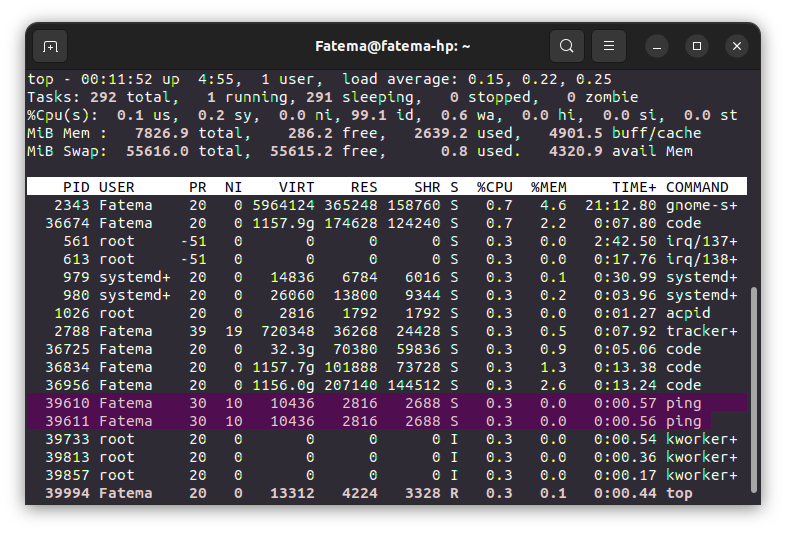 Fatema@fatema-hp: ~
top - 00:11:52 up  4:55,  1 user,  load average: 0.15, 0.22, 0.25
Tasks: 292 total,   1 running, 291 sleeping,   0 stopped,   0 zombie
%Cpu(s):  0.1 us,  0.2 sy,  0.0 ni, 99.1 id,  0.6 wa,  0.0 hi,  0.0 si,  0.0 st
MiB Mem :   7826.9 total,    286.2 free,   2639.2 used,   4901.5 buff/cache
MiB Swap:  55616.0 total,  55615.2 free,      0.8 used.   4320.9 avail Mem
PID USER      PR  NI    VIRT    RES    SHR S  %CPU  %MEM     TIME+ COMMAND
2343 Fatema    20   0 5964124 365248 158760 S   0.7   4.6  21:12.80 gnome-s+
36674 Fatema    20   0 1157.9g 174628 124240 S   0.7   2.2   0:07.80 code
561 root     -51   0       0      0      0 S   0.3   0.0   2:42.50 irq/137+
613 root     -51   0       0      0      0 S   0.3   0.0   0:17.76 irq/138+
979 systemd+  20   0   14836   6784   6016 S   0.3   0.1   0:30.99 systemd+
980 systemd+  20   0   26060  13800   9344 S   0.3   0.2   0:03.96 systemd+
1026 root      20   0    2816   1792   1792 S   0.3   0.0   0:01.27 acpid
2788 Fatema    39  19  720348  36268  24428 S   0.3   0.5   0:07.92 tracker+
36725 Fatema    20   0   32.3g  70380  59836 S   0.3   0.9   0:05.06 code
36834 Fatema    20   0 1157.7g 101888  73728 S   0.3   1.3   0:13.38 code
36956 Fatema    20   0 1156.0g 207140 144512 S   0.3   2.6   0:13.24 code
39610 Fatema    30  10   10436   2816   2688 S   0.3   0.0   0:00.57 ping
39611 Fatema    30  10   10436   2816   2688 S   0.3   0.0   0:00.56 ping
39733 root      20   0       0      0      0 I   0.3   0.0   0:00.54 kworker+
39813 root      20   0       0      0      0 I   0.3   0.0   0:00.36 kworker+
39857 root      20   0       0      0      0 I   0.3   0.0   0:00.17 kworker+
39994 Fatema    20   0   13312   4224   3328 R   0.3   0.1   0:00.44 top